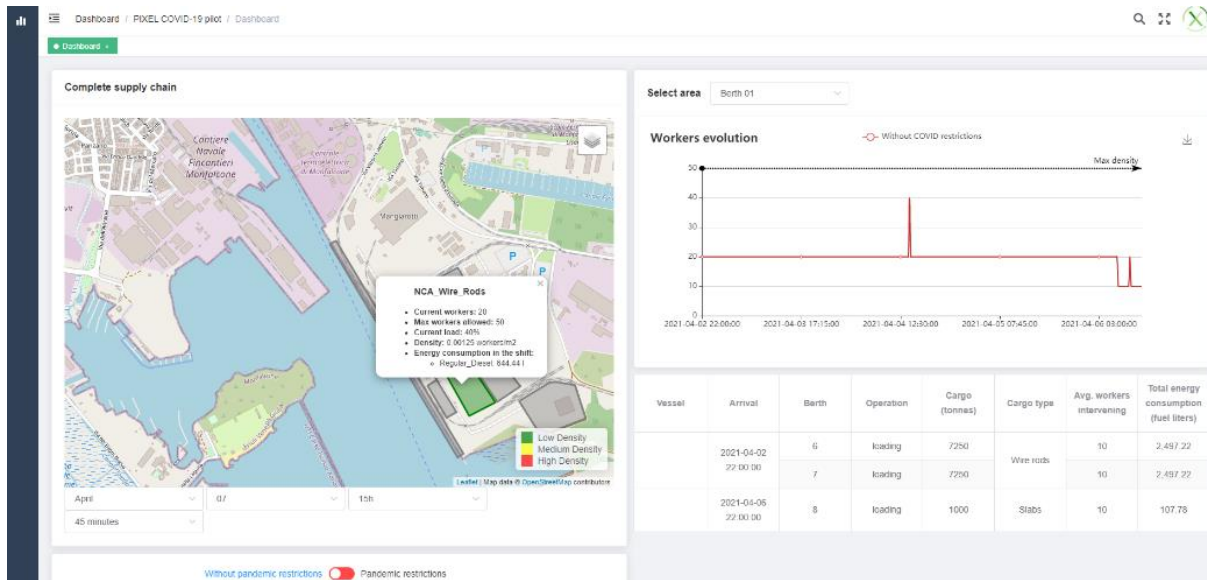 Dashboard / PIXEL COVID-19 pilot / Dashboard
Dashboard
Complete supply chain
Cantiere
Navale
Fincantieri
Monfalcone
Centrale
termoelettrica
di Monfalcone
Marginetto
P
P
P
NCA_Wire_Rods
Current workers: 20
Max workers allowed: 50
Current load: 40%
Density: 0.00125 workers/m2
Energy consumption in the shift:
Regular_Diesel: 644.44 l
Low Density
Medium Density
High Density
Leaflet | Map data © OpenStreetMap contributors
April
07
15h
45 minutes
Without pandemic restrictions
Pandemic restrictions
Select area
Berth 01
Workers evolution
Without COVID restrictions
Max density
50
40
30
20
10
0
2021-04-02 22:00:00
2021-04-03 17:15:00
2021-04-04 12:30:00
2021-04-05 07:45:00
2021-04-06 03:00:00
Vessel Arrival Berth Operation Cargo (tonnes) Cargo type Avg. workers intervening Total energy consumption (fuel liters)
2021-04-02 22:00:00 6 loading 7250 Wire rods 10 2,497.22
7 loading 7250 10 2,497.22
2021-04-06 22:00:00 8 loading 1000 Slabs 10 107.78